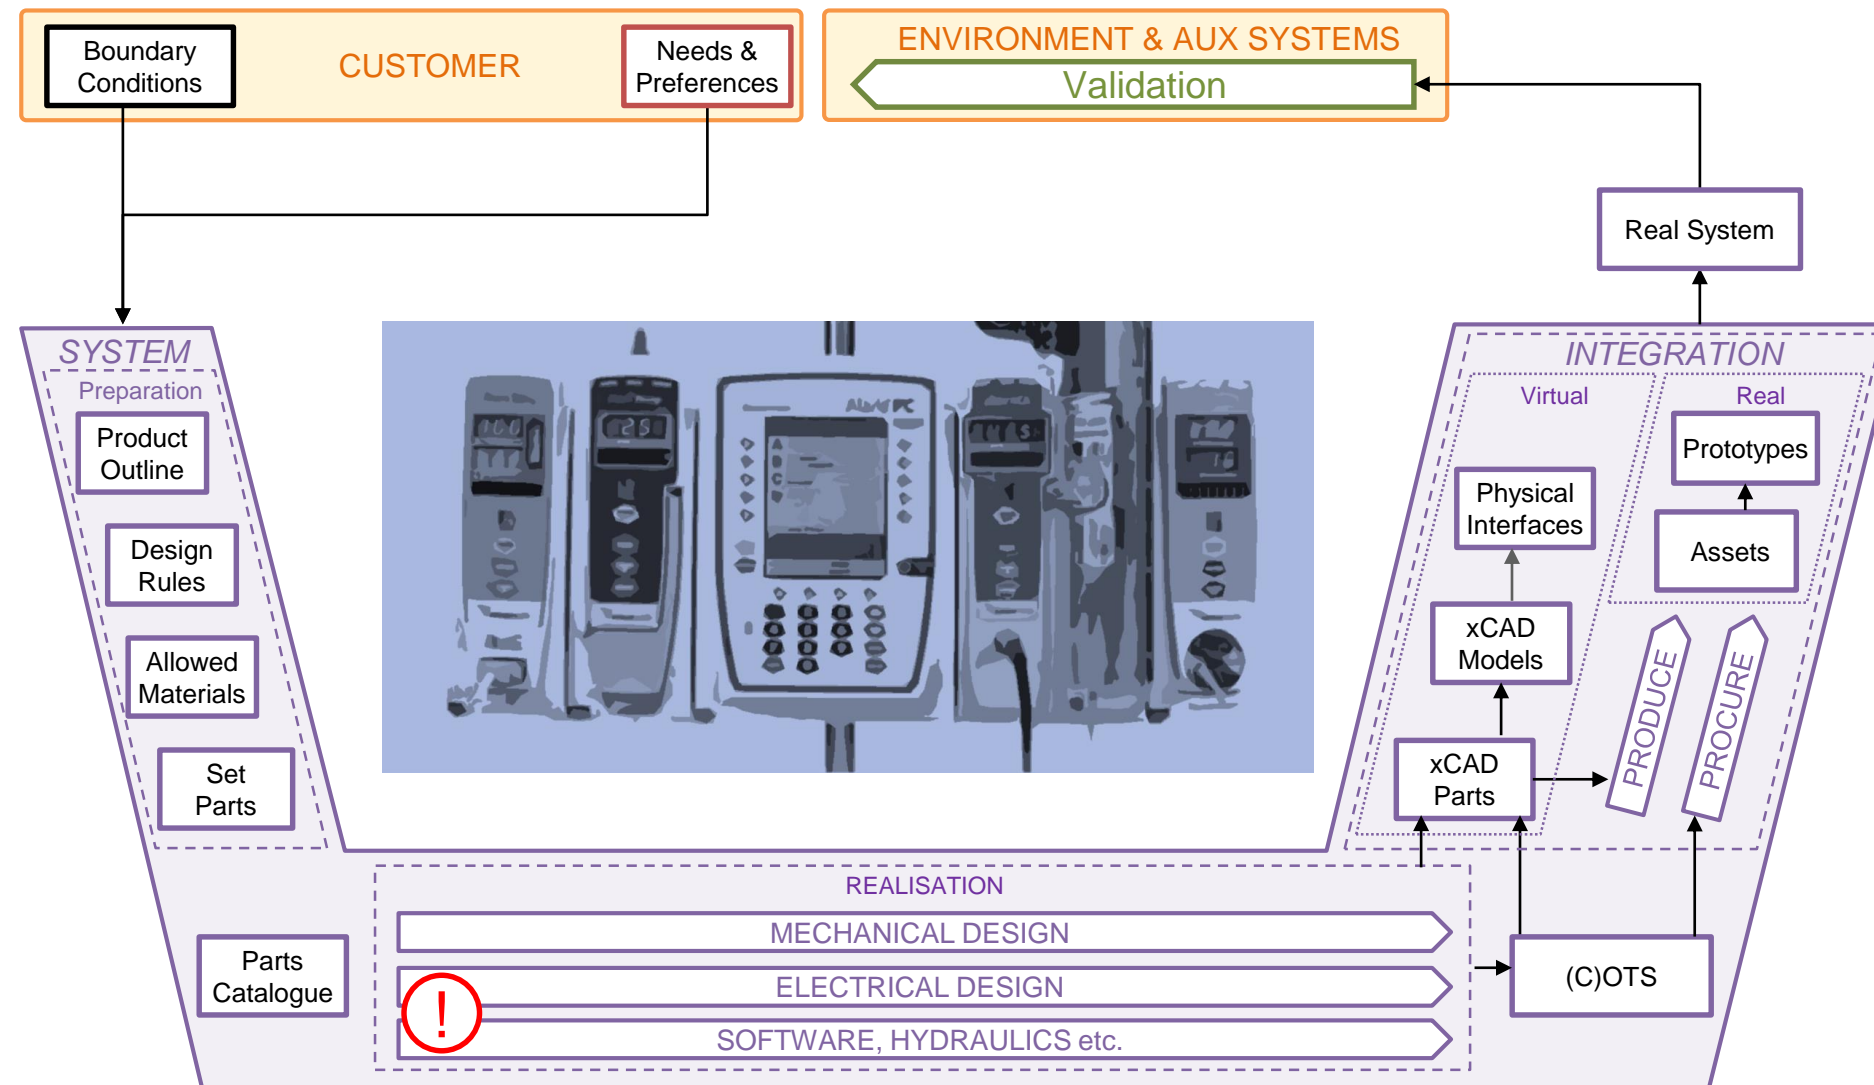 Boundary
Conditions
CUSTOMER
Needs &
Preferences
ENVIRONMENT & AUX SYSTEMS
Validation
Real System
SYSTEM
Preparation
Product
Outline
Design
Rules
Allowed
Materials
Set
Parts
Parts
Catalogue
REALISATION
MECHANICAL DESIGN
ELECTRICAL DESIGN
!
SOFTWARE, HYDRAULICS etc.
(C)OTS
INTEGRATION
Virtual
Real
Prototypes
Physical
Interfaces
Assets
xCAD
Models
xCAD
Parts
PRODUCE
PROCURE
25
A
B
C